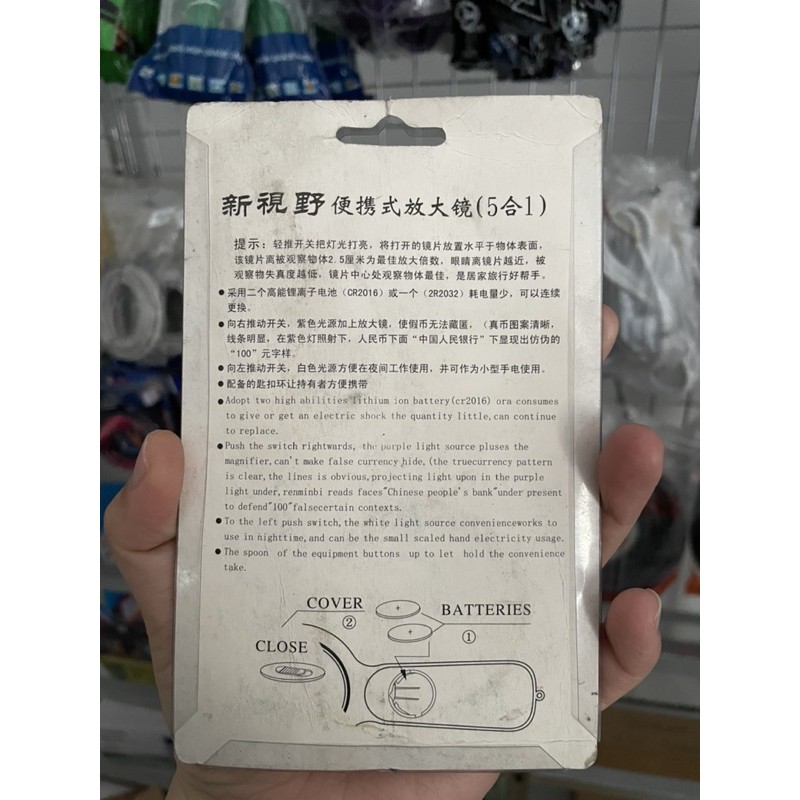 新視野便携式放大镜(5合1)
提示：轻推开关把灯光打亮，将打开的镜片放置水平于物体表面，
该镜片离被观察物体2.5厘米为最佳放大倍数，眼睛离镜片越近，被
观察物失真度越低，镜片中心处观察物体最佳，是居家旅行好帮手。
●采用二个高能锂离子电池（CR2016）或一个（2R2032）耗电量少，可以连续
更换。
●向右推动开关，紫色光源加上放大镜，使假币无法藏匿，（真币图案清晰，
线条明显，在紫色灯照射下，人民币下面“中国人民银行”下显现出仿伪的
“100”元字样。
●向左推动开关，白色光源方便在夜间工作使用，并可作为小型手电使用。
●配备的匙扣环让持有者方便携带
●Adopt two high abilities lithium ion battery(cr2016) ora consumes
to give or get an electric shock the quantity little, can continue
to replace.
●Push the switch rightwards, the purple light source pluses the
magnifier,can't make false currency hide,(the truecurrency pattern
is clear,the lines is obvious,projecting light upon in the purple
light under,renminbi reads faces"Chinese people's bank"under present
to defend"100"falsecertain contexts.
●To the left push switch,the white light source convenienceworks to
use in nighttime,and can be the small scaled hand electricity usage.
●The spoon of the equipment buttons up to let hold the convenience
take.
COVER
②
BATTERIES
①
CLOSE